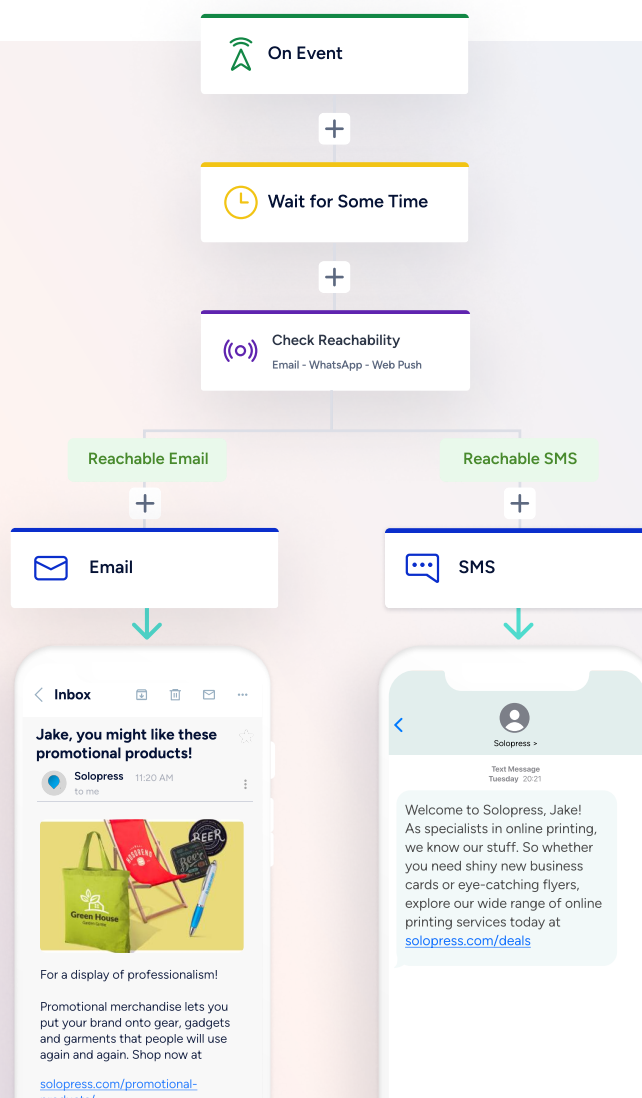 On Event
Wait for Some Time
Check Reachability
Email - WhatsApp - Web Push
Reachable Email
Reachable SMS
Email
SMS
Inbox
Jake, you might like these
promotional products!
Solopress
11:20 AM
to me
WOODREND
BEER
Beer
Green House
For a display of professionalism!
Promotional merchandise lets you
put your brand onto gear, gadgets
and garments that people will use
again and again. Shop now at
solopress.com/promotional-
Solopress >
Text Message
Tuesday 20:21
Welcome to Solopress, Jake!
As specialists in online printing,
we know our stuff. So whether
you need shiny new business
cards or eye-catching flyers,
explore our wide range of online
printing services today at
solopress.com/deals